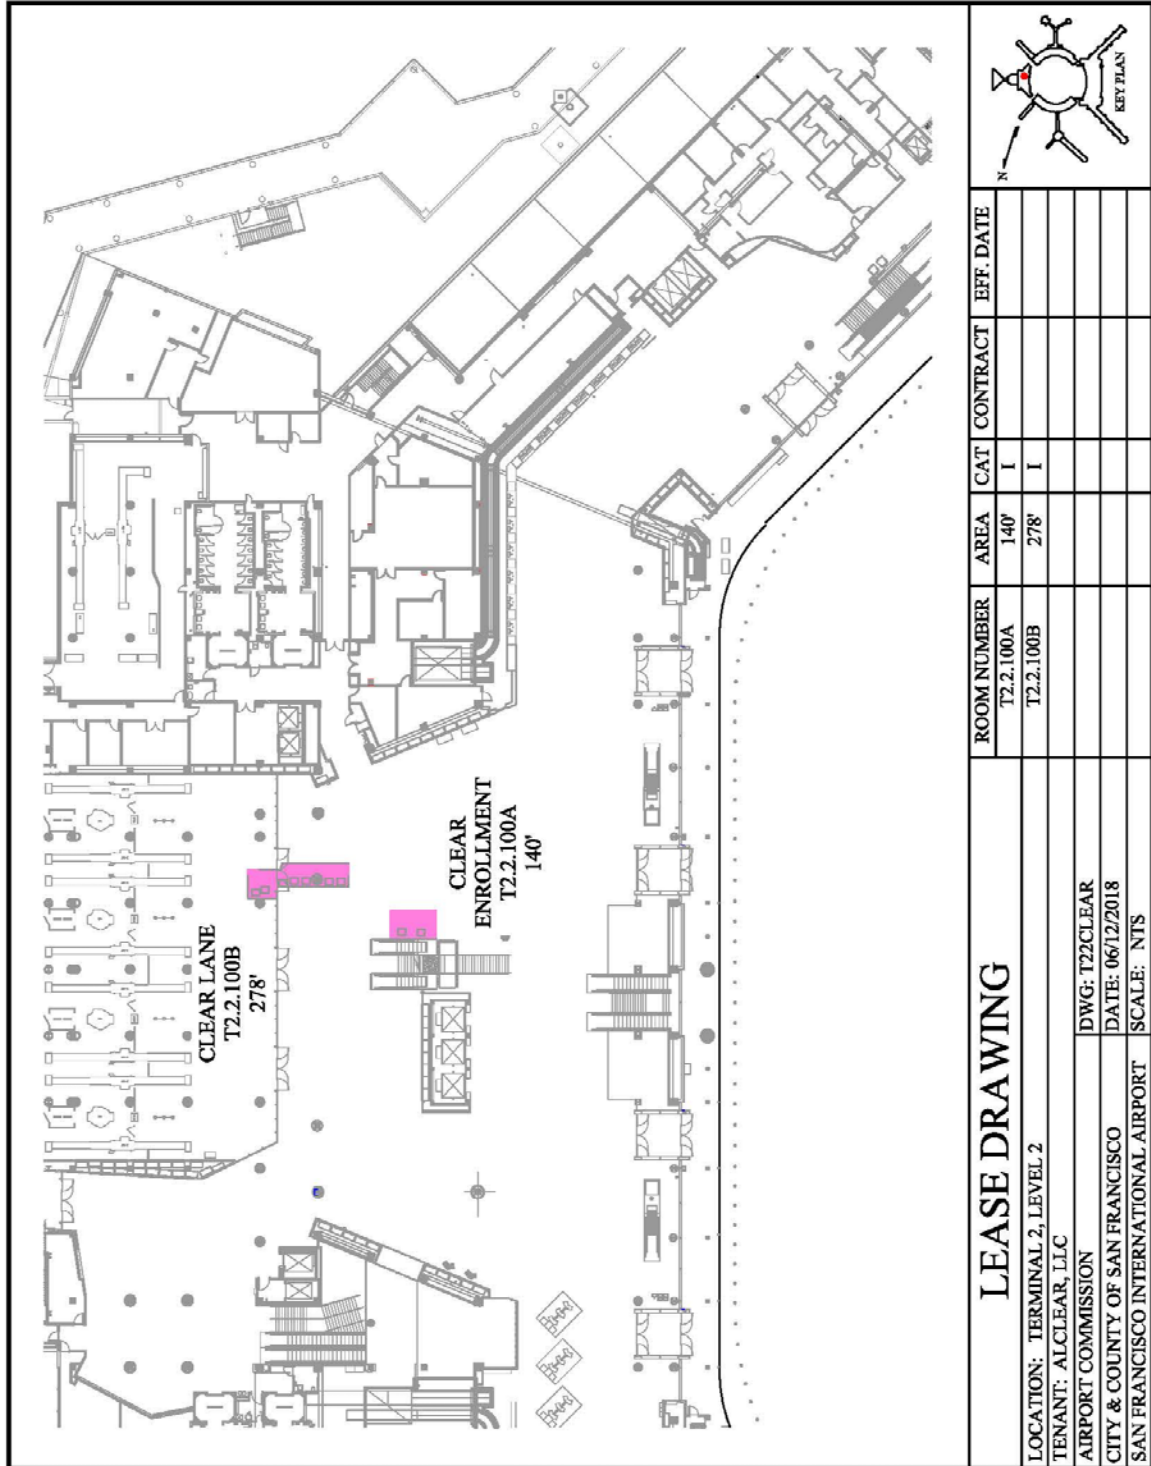 CLEAR LANE
T2.2.100B
278'
CLEAR
ENROLLMENT
T2.2.100A
140'
LEASE DRAWING
LOCATION: TERMINAL 2, LEVEL 2
TENANT: ALCLEAR, LLC
AIRPORT COMMISSION
CITY & COUNTY OF SAN FRANCISCO
SAN FRANCISCO INTERNATIONAL AIRPORT
DWG: T22CLEAR
DATE: 06/12/2018
SCALE: NTS
ROOM NUMBER AREA CAT CONTRACT EFF. DATE
T2.2.100A 140' I
T2.2.100B 278' I
N
KEY PLAN